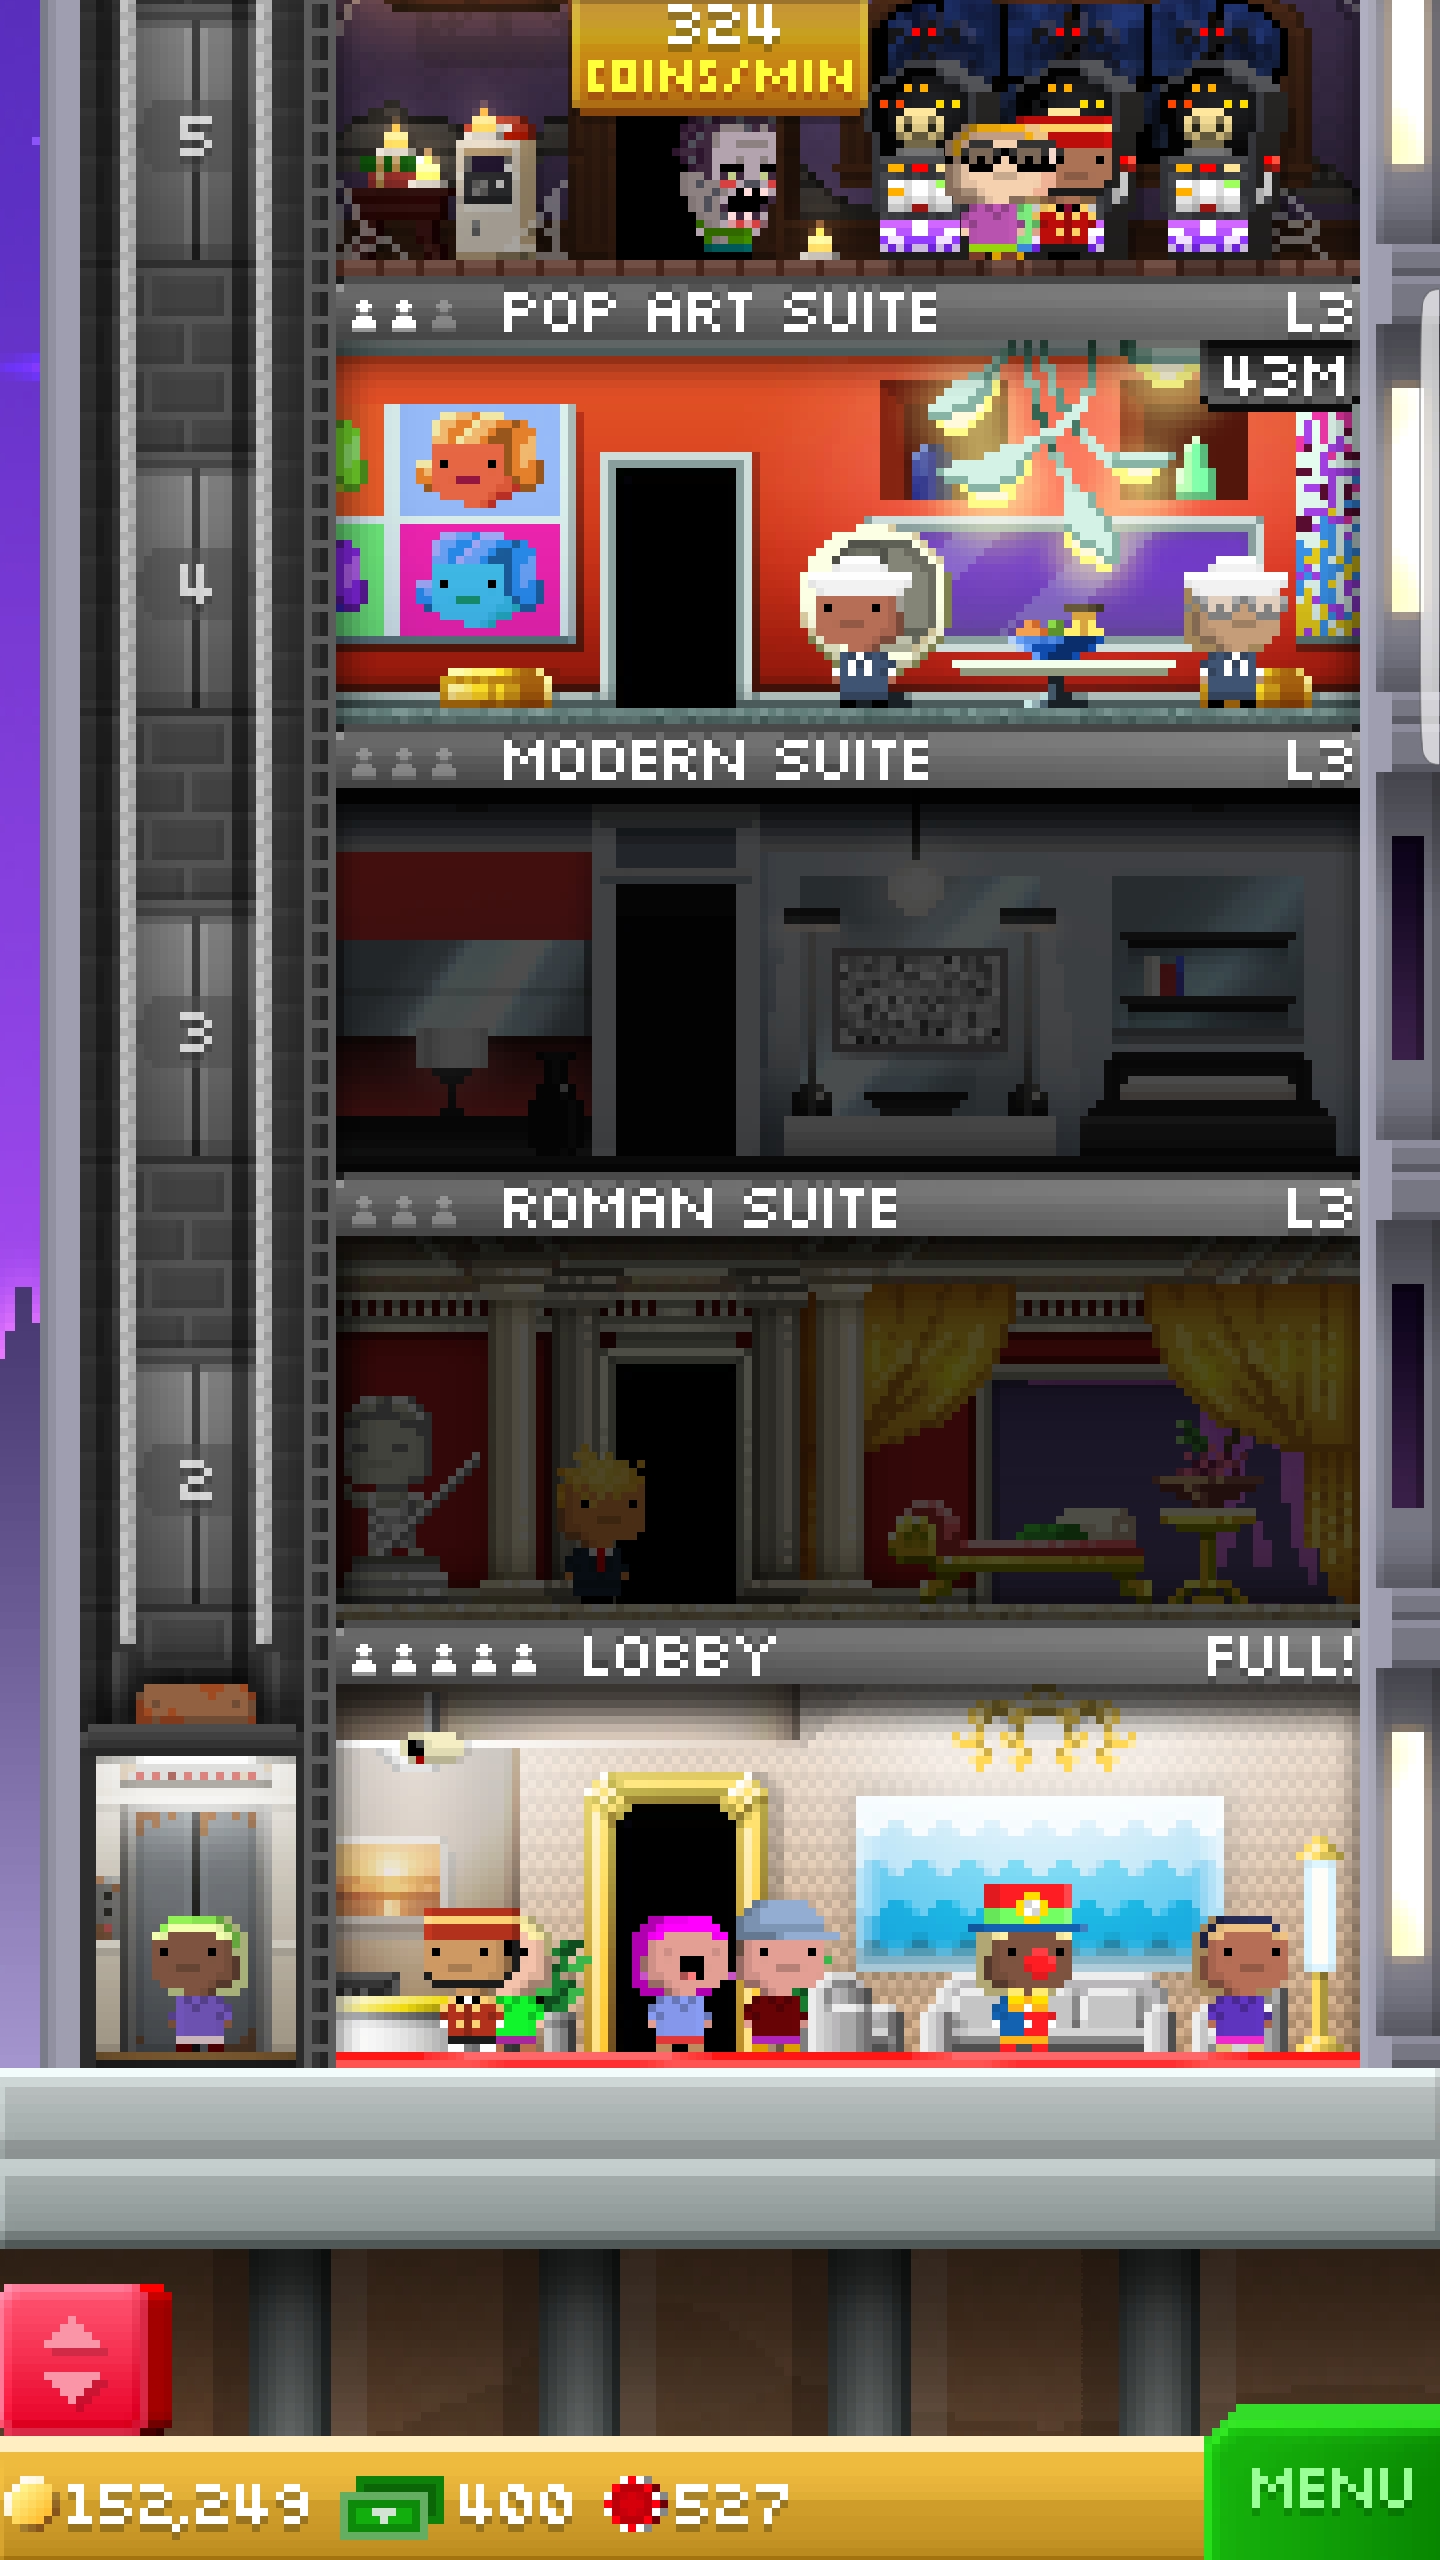 324
COINS/MIN
5
POP ART SUITE L3
43M
4
MODERN SUITE L3
3
ROMAN SUITE L3
2
LOBBY FULL!
152,249 400 527
MENU